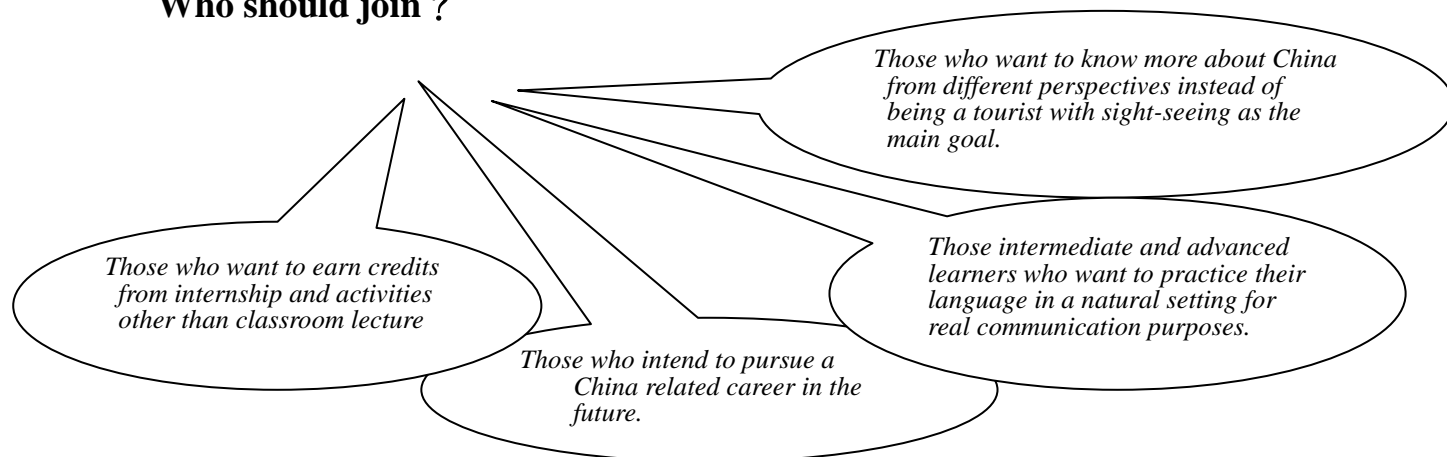 Who should join ?
Those who want to know more about China
from different perspectives instead of
being a tourist with sight-seeing as the
main goal.
Those intermediate and advanced
learners who want to practice their
language in a natural setting for
real communication purposes.
Those who want to earn credits
from internship and activities
other than classroom lecture
Those who intend to pursue a
China related career in the
future.